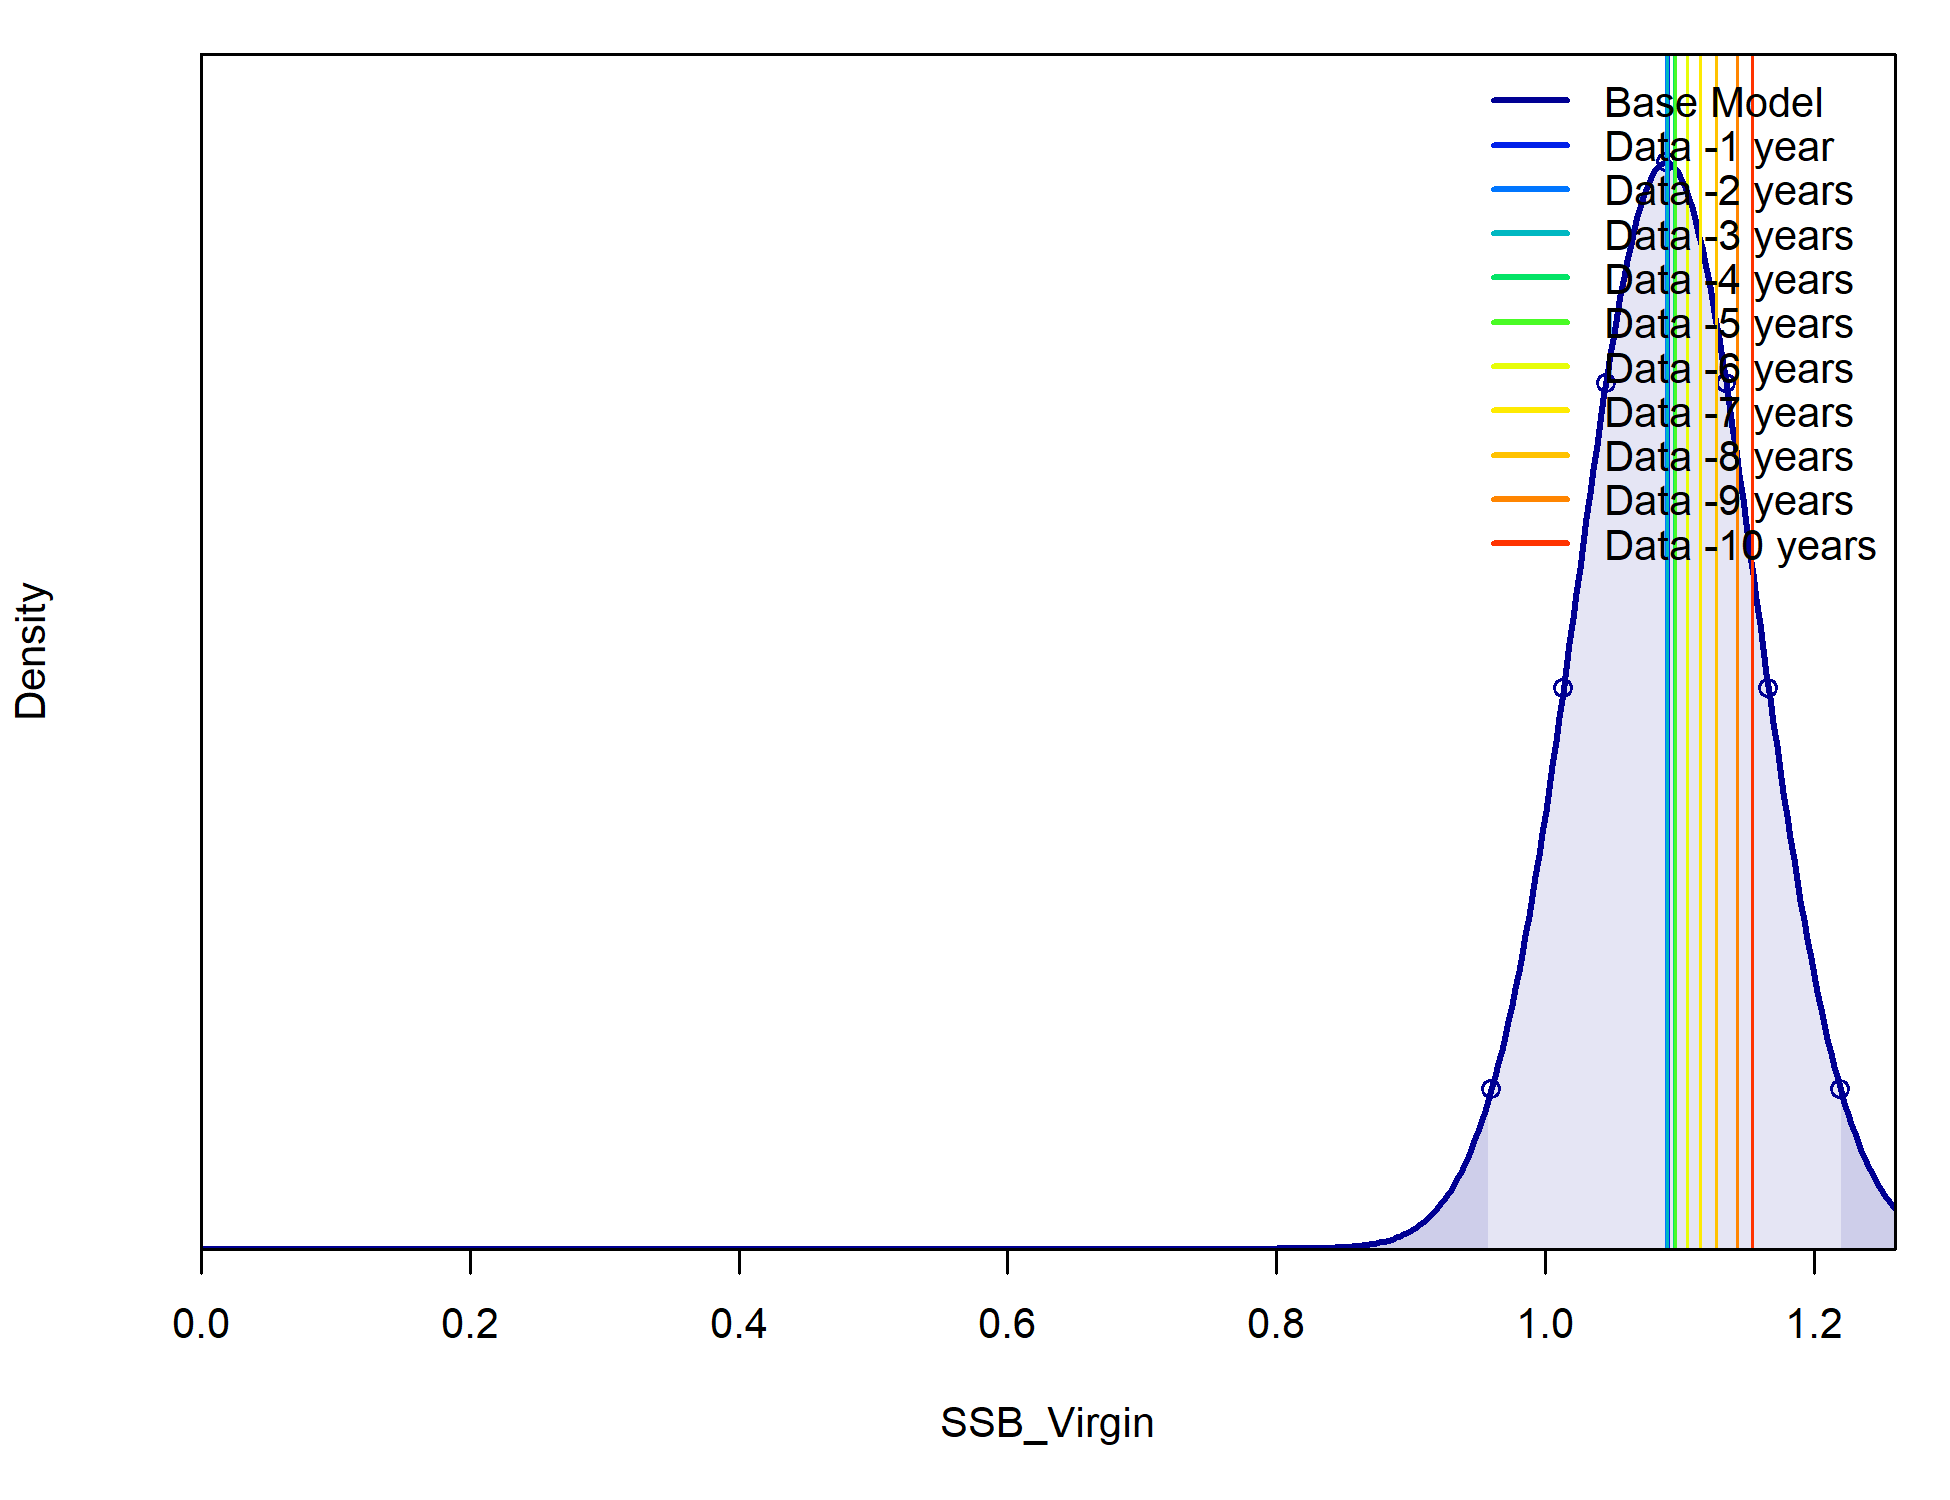 Base Model
Data -1 year
Data -2 years
Data -3 years
Data -4 years
Data -5 years
Data -6 years
Data -7 years
Data -8 years
Data -9 years
Data -10 years
Density
0.0 0.2 0.4 0.6 0.8 1.0 1.2
SSB_Virgin